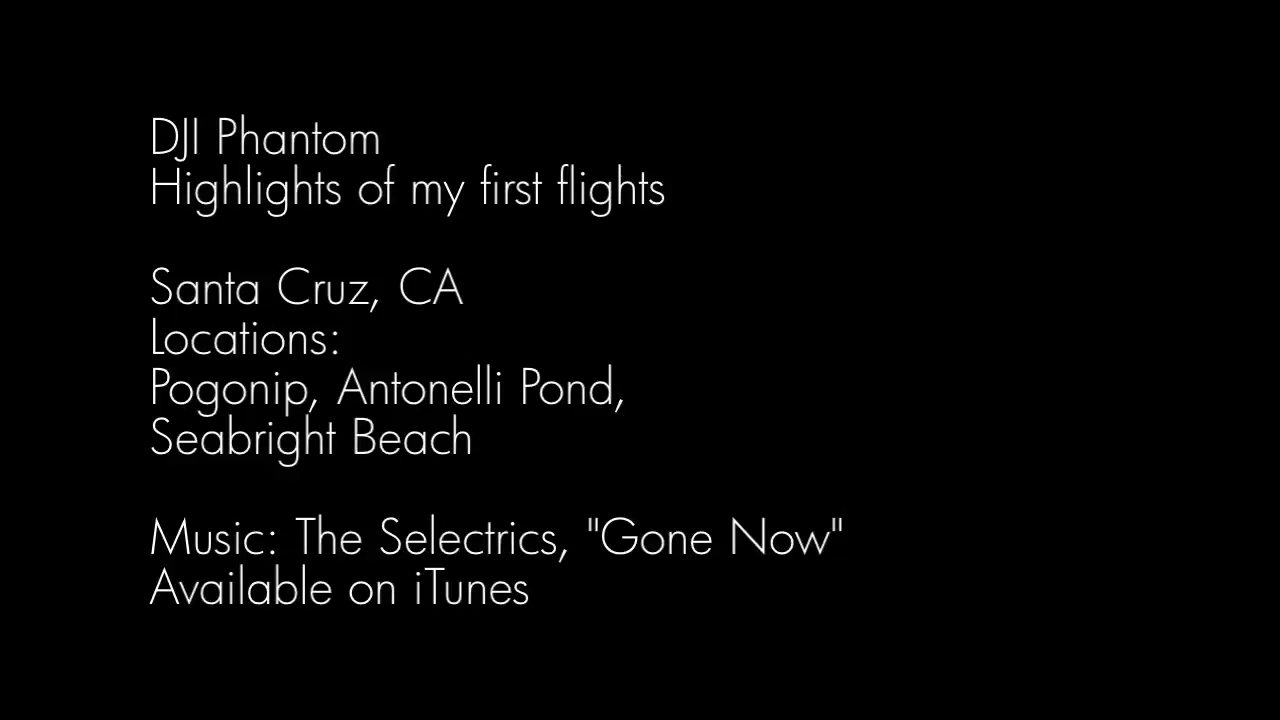 DJI Phantom
Highlights of my first flights
Santa Cruz, CA
Locations:
Pogonip, Antonelli Pond,
Seabright Beach
Music: The Selectrics, "Gone Now"
Available on iTunes